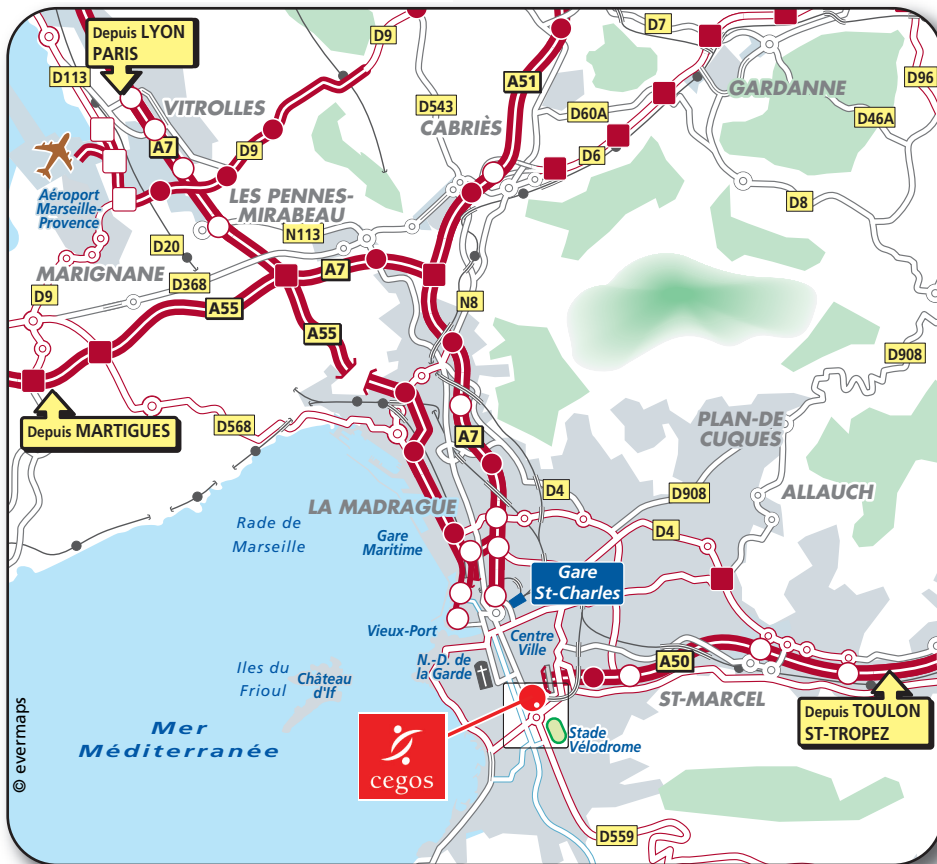 Depuis LYON
PARIS
D9
D7
D113
A51
D96
VITROLLES
D543
GARDANNE
D60A
CABRIÈS
D46A
A7
D9
D6
Aéroport
Marseille-
Provence
LES PENNES-
MIRABEAU
D8
N113
D20
MARIGNANE
A7
D368
D9
A55
N8
A55
D908
Depuis MARTIGUES
D568
A7
PLAN-DE
CUQUES
D4
D908
ALLAUCH
LA MADRAGUE
Rade de
Marseille
Gare
Maritime
D4
Gare
St-Charles
Vieux-Port
Centre
Ville
N.-D. de
la Garde
A50
Iles du
Frioul
Château
d'If
ST-MARCEL
Depuis TOULON
ST-TROPEZ
Mer
Méditerranée
Stade
Vélodrome
cegos
© evermaps
D559